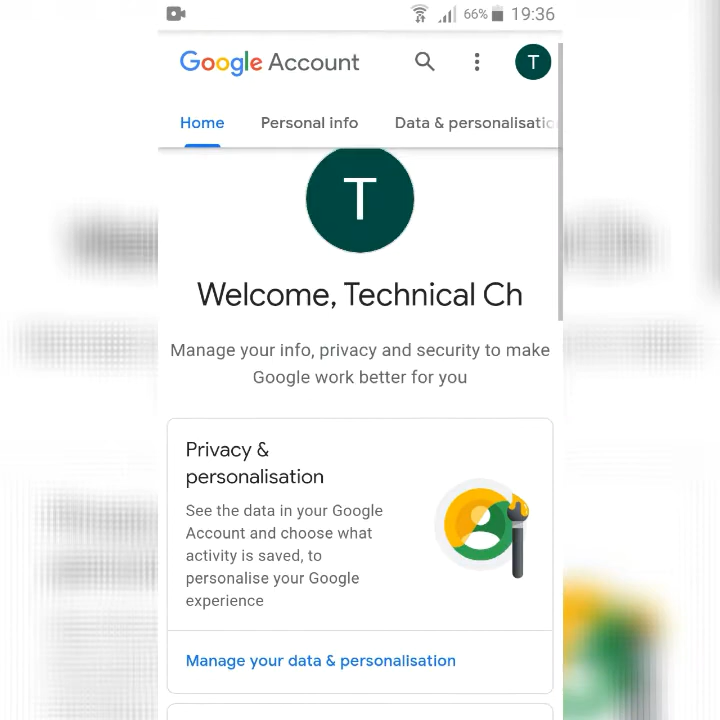 66% 19:36
Google Account T
Home Personal info Data & personalisatio
T
Welcome, Technical Ch
Manage your info, privacy and security to make
Google work better for you
Privacy &
personalisation
See the data in your Google
Account and choose what
activity is saved, to
personalise your Google
experience
Manage your data & personalisation